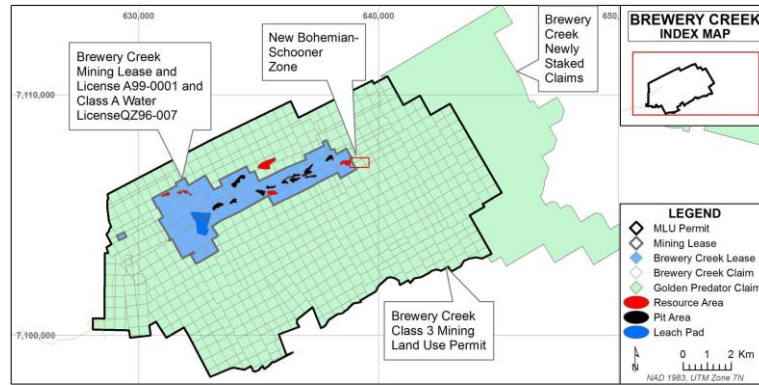 630,000
640,000
650,
7,110,000
7,100,000
Brewery Creek
Mining Lease and
License A99-0001 and
Class A Water
LicenseQZ96-007
New Bohemian-
Schooner
Zone
Brewery
Creek
Newly
Staked
Claims
Brewery Creek
Class 3 Mining
Land Use Permit
BREWERY CREEK
INDEX MAP
LEGEND
MLU Permit
Mining Lease
Brewery Creek Lease
Brewery Creek Claim
Golden Predator Claim
Resource Area
Pit Area
Leach Pad
N
0 1 2 Km
NAD 1983, UTM Zone 7N